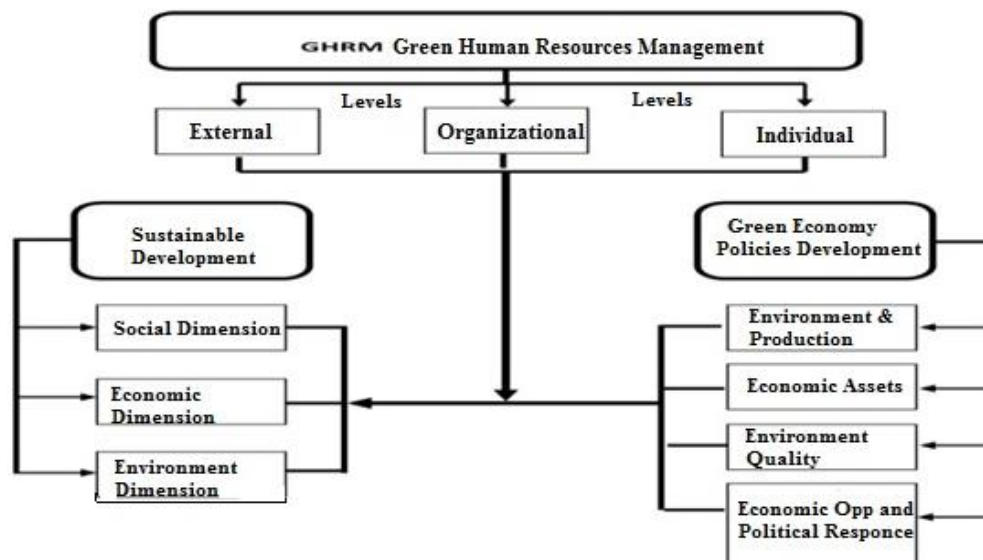 GHRM Green Human Resources Management
Levels
Levels
External
Organizational
Individual
Sustainable
Development
Green Economy
Policies Development
Social Dimension
Economic
Dimension
Environment
Dimension
Environment &
Production
Economic Assets
Environment
Quality
Economic Opp and
Political Responce